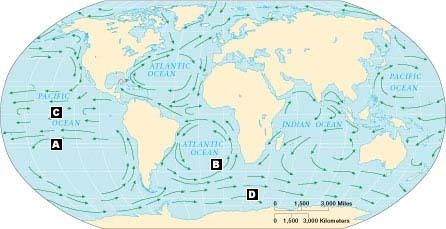 ATLANTIC
OCEAN
PACIFIC
OCEAN
PACIFIC
OCEAN
C
A
INDIAN OCEAN
ATLANTIC
OCEAN
B
D
0 1,500 3,000 Miles
0 1,500 3,000 Kilometers